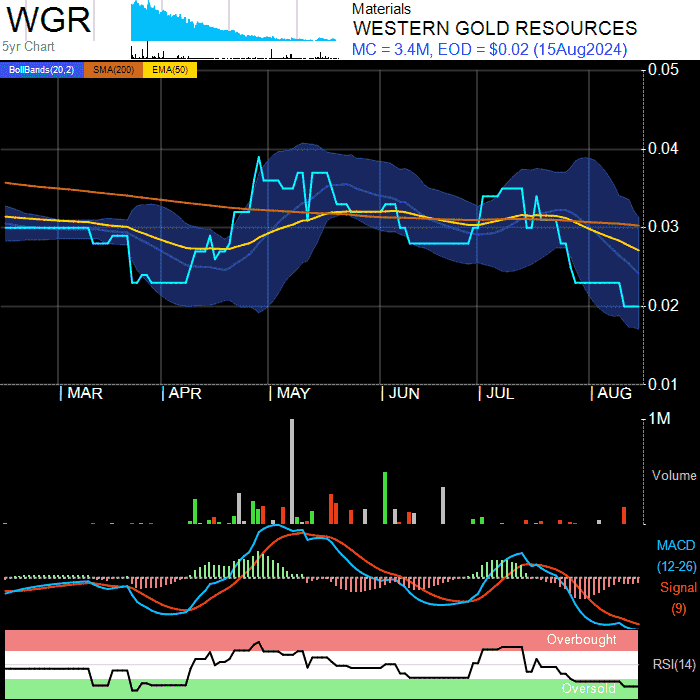 WGR
5yr Chart
Materials
WESTERN GOLD RESOURCES
MC = 3.4M, EOD = $0.02 (15Aug2024)
BollBands(20,2) SMA(200) EMA(50)
0.05
0.04
0.03
0.02
0.01
MAR APR MAY JUN JUL AUG
1M
Volume
MACD
(12-26)
Signal
(9)
Overbought
RSI(14)
Oversold